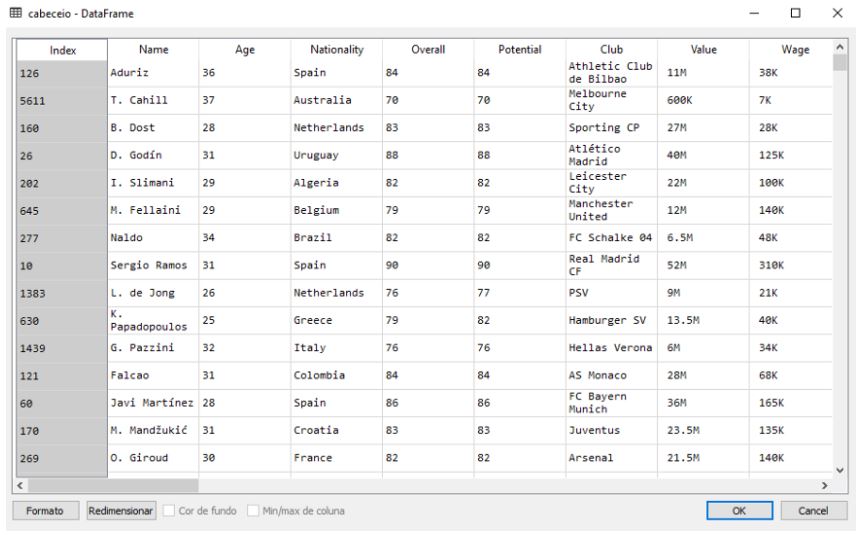 cabeceio - DataFrame
Index Name Age Nationality Overall Potential Club Value Wage
126 Aduriz 36 Spain 84 84 Athletic Club de Bilbao 11M 38K
5611 T. Cahill 37 Australia 70 70 Melbourne City 600K 7K
160 B. Dost 28 Netherlands 83 83 Sporting CP 27M 28K
26 D. Godín 31 Uruguay 88 88 Atlético Madrid 40M 125K
202 I. Slimani 29 Algeria 82 82 Leicester City 22M 100K
645 M. Fellaini 29 Belgium 79 79 Manchester United 12M 140K
277 Naldo 34 Brazil 82 82 FC Schalke 04 6.5M 48K
10 Sergio Ramos 31 Spain 90 90 Real Madrid CF 52M 310K
1383 L. de Jong 26 Netherlands 76 77 PSV 9M 21K
630 K. Papadopoulos 25 Greece 79 82 Hamburger SV 13.5M 40K
1439 G. Pazzini 32 Italy 76 76 Hellas Verona 6M 34K
121 Falcao 31 Colombia 84 84 AS Monaco 28M 68K
60 Javi Martínez 28 Spain 86 86 FC Bayern Munich 36M 165K
170 M. Mandžukić 31 Croatia 83 83 Juventus 23.5M 135K
269 O. Giroud 30 France 82 82 Arsenal 21.5M 140K
Formato Redimensionar Cor de fundo Min/max de coluna OK Cancel